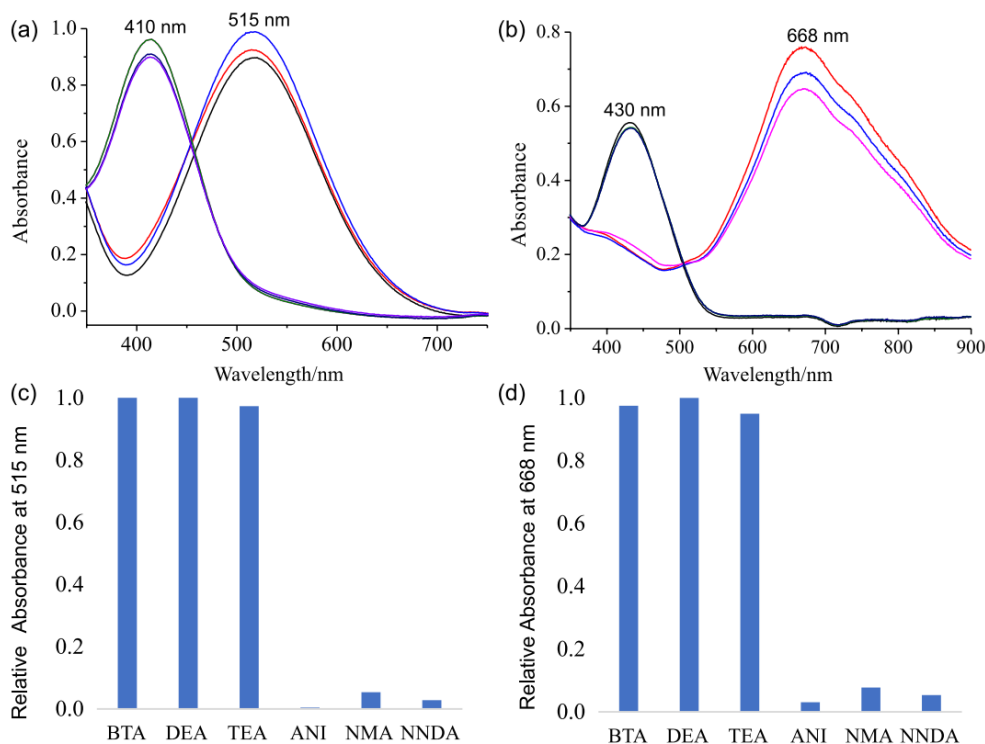 (a)
410 nm
515 nm
1.0
0.8
0.6
0.4
0.2
0.0
Absorbance
400
500
600
700
Wavelength/nm
(b)
430 nm
668 nm
0.8
0.6
0.4
0.2
0.0
Absorbance
400
500
600
700
800
900
Wavelength/nm
(c)
1.0
0.8
0.6
0.4
0.2
0.0
Relative Absorbance at 515 nm
BTA DEA TEA ANI NMA NNDA
(d)
1.0
0.8
0.6
0.4
0.2
0.0
Relative Absorbance at 668 nm
BTA DEA TEA ANI NMA NNDA